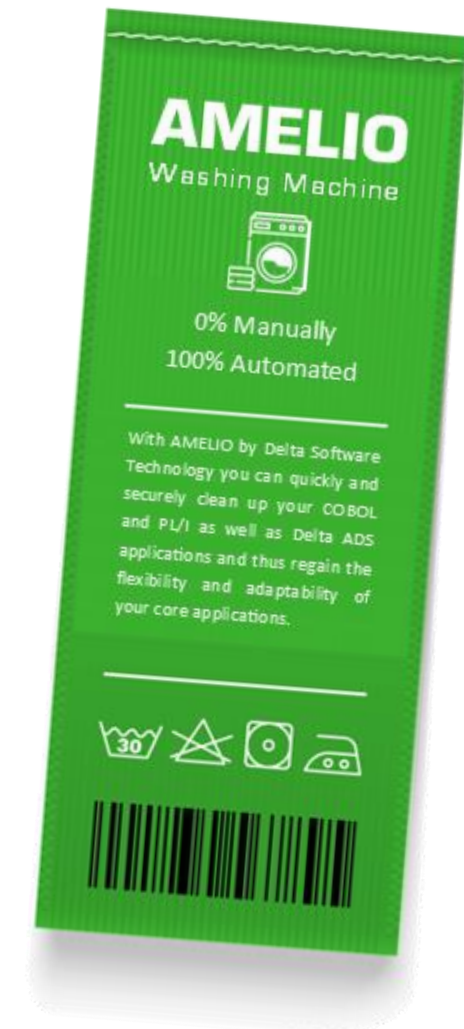 AMELIO
Washing Machine
0% Manually
100% Automated
With AMELIO by Delta Software
Technology you can quickly and
securely clean up your COBOL
and PL/I as well as Delta ADS
applications and thus regain the
flexibility and adaptability of
your core applications.
30